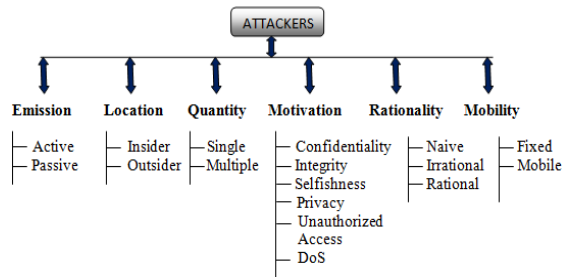 ATTACKERS
Emission
Active
Passive
Location
Insider
Outsider
Quantity
Single
Multiple
Motivation
Confidentiality
Integrity
Selfishness
Privacy
Unauthorized
Access
DoS
Rationality
Naive
Irrational
Rational
Mobility
Fixed
Mobile